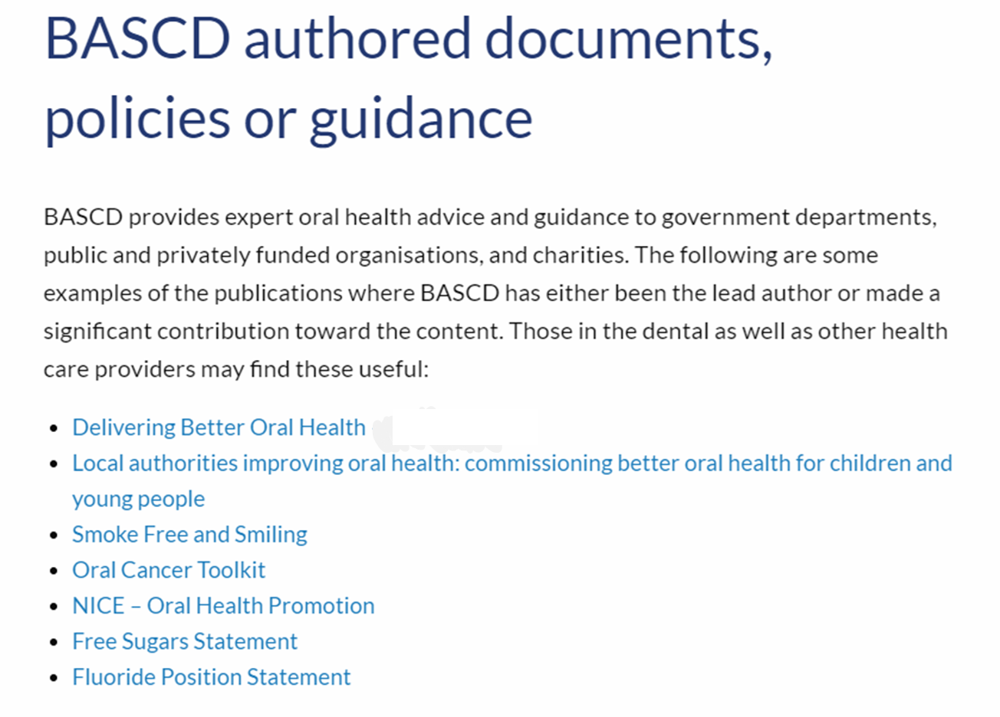 BASCD authored documents,
policies or guidance
BASCD provides expert oral health advice and guidance to government departments,
public and privately funded organisations, and charities. The following are some
examples of the publications where BASCD has either been the lead author or made a
significant contribution toward the content. Those in the dental as well as other health
care providers may find these useful:
• Delivering Better Oral Health
• Local authorities improving oral health: commissioning better oral health for children and
young people
• Smoke Free and Smiling
• Oral Cancer Toolkit
• NICE – Oral Health Promotion
• Free Sugars Statement
• Fluoride Position Statement